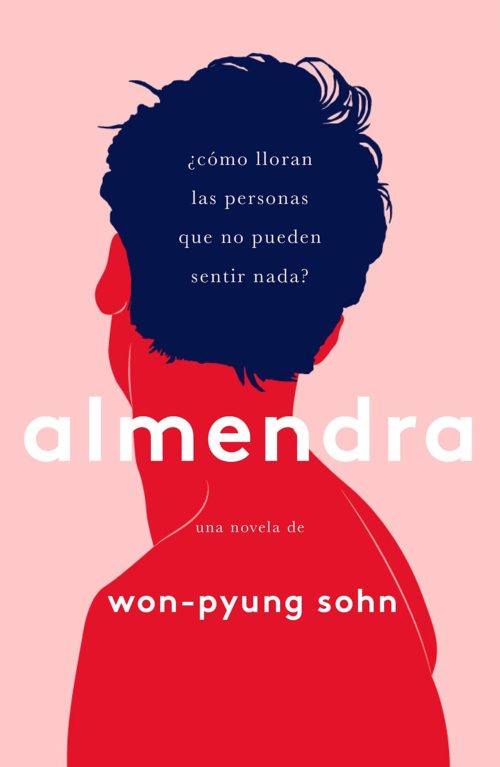 ¿cómo lloran
las personas
que no pueden
sentir nada?
almendra
una novela de
won-pyung sohn